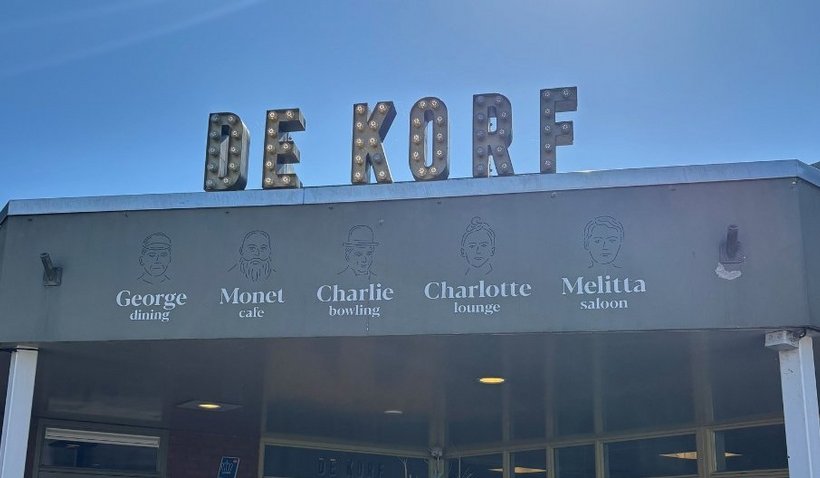 DE KORF
George
dining
Monet
cafe
Charlie
bowling
Charlotte
lounge
Melitta
saloon
DE KORF